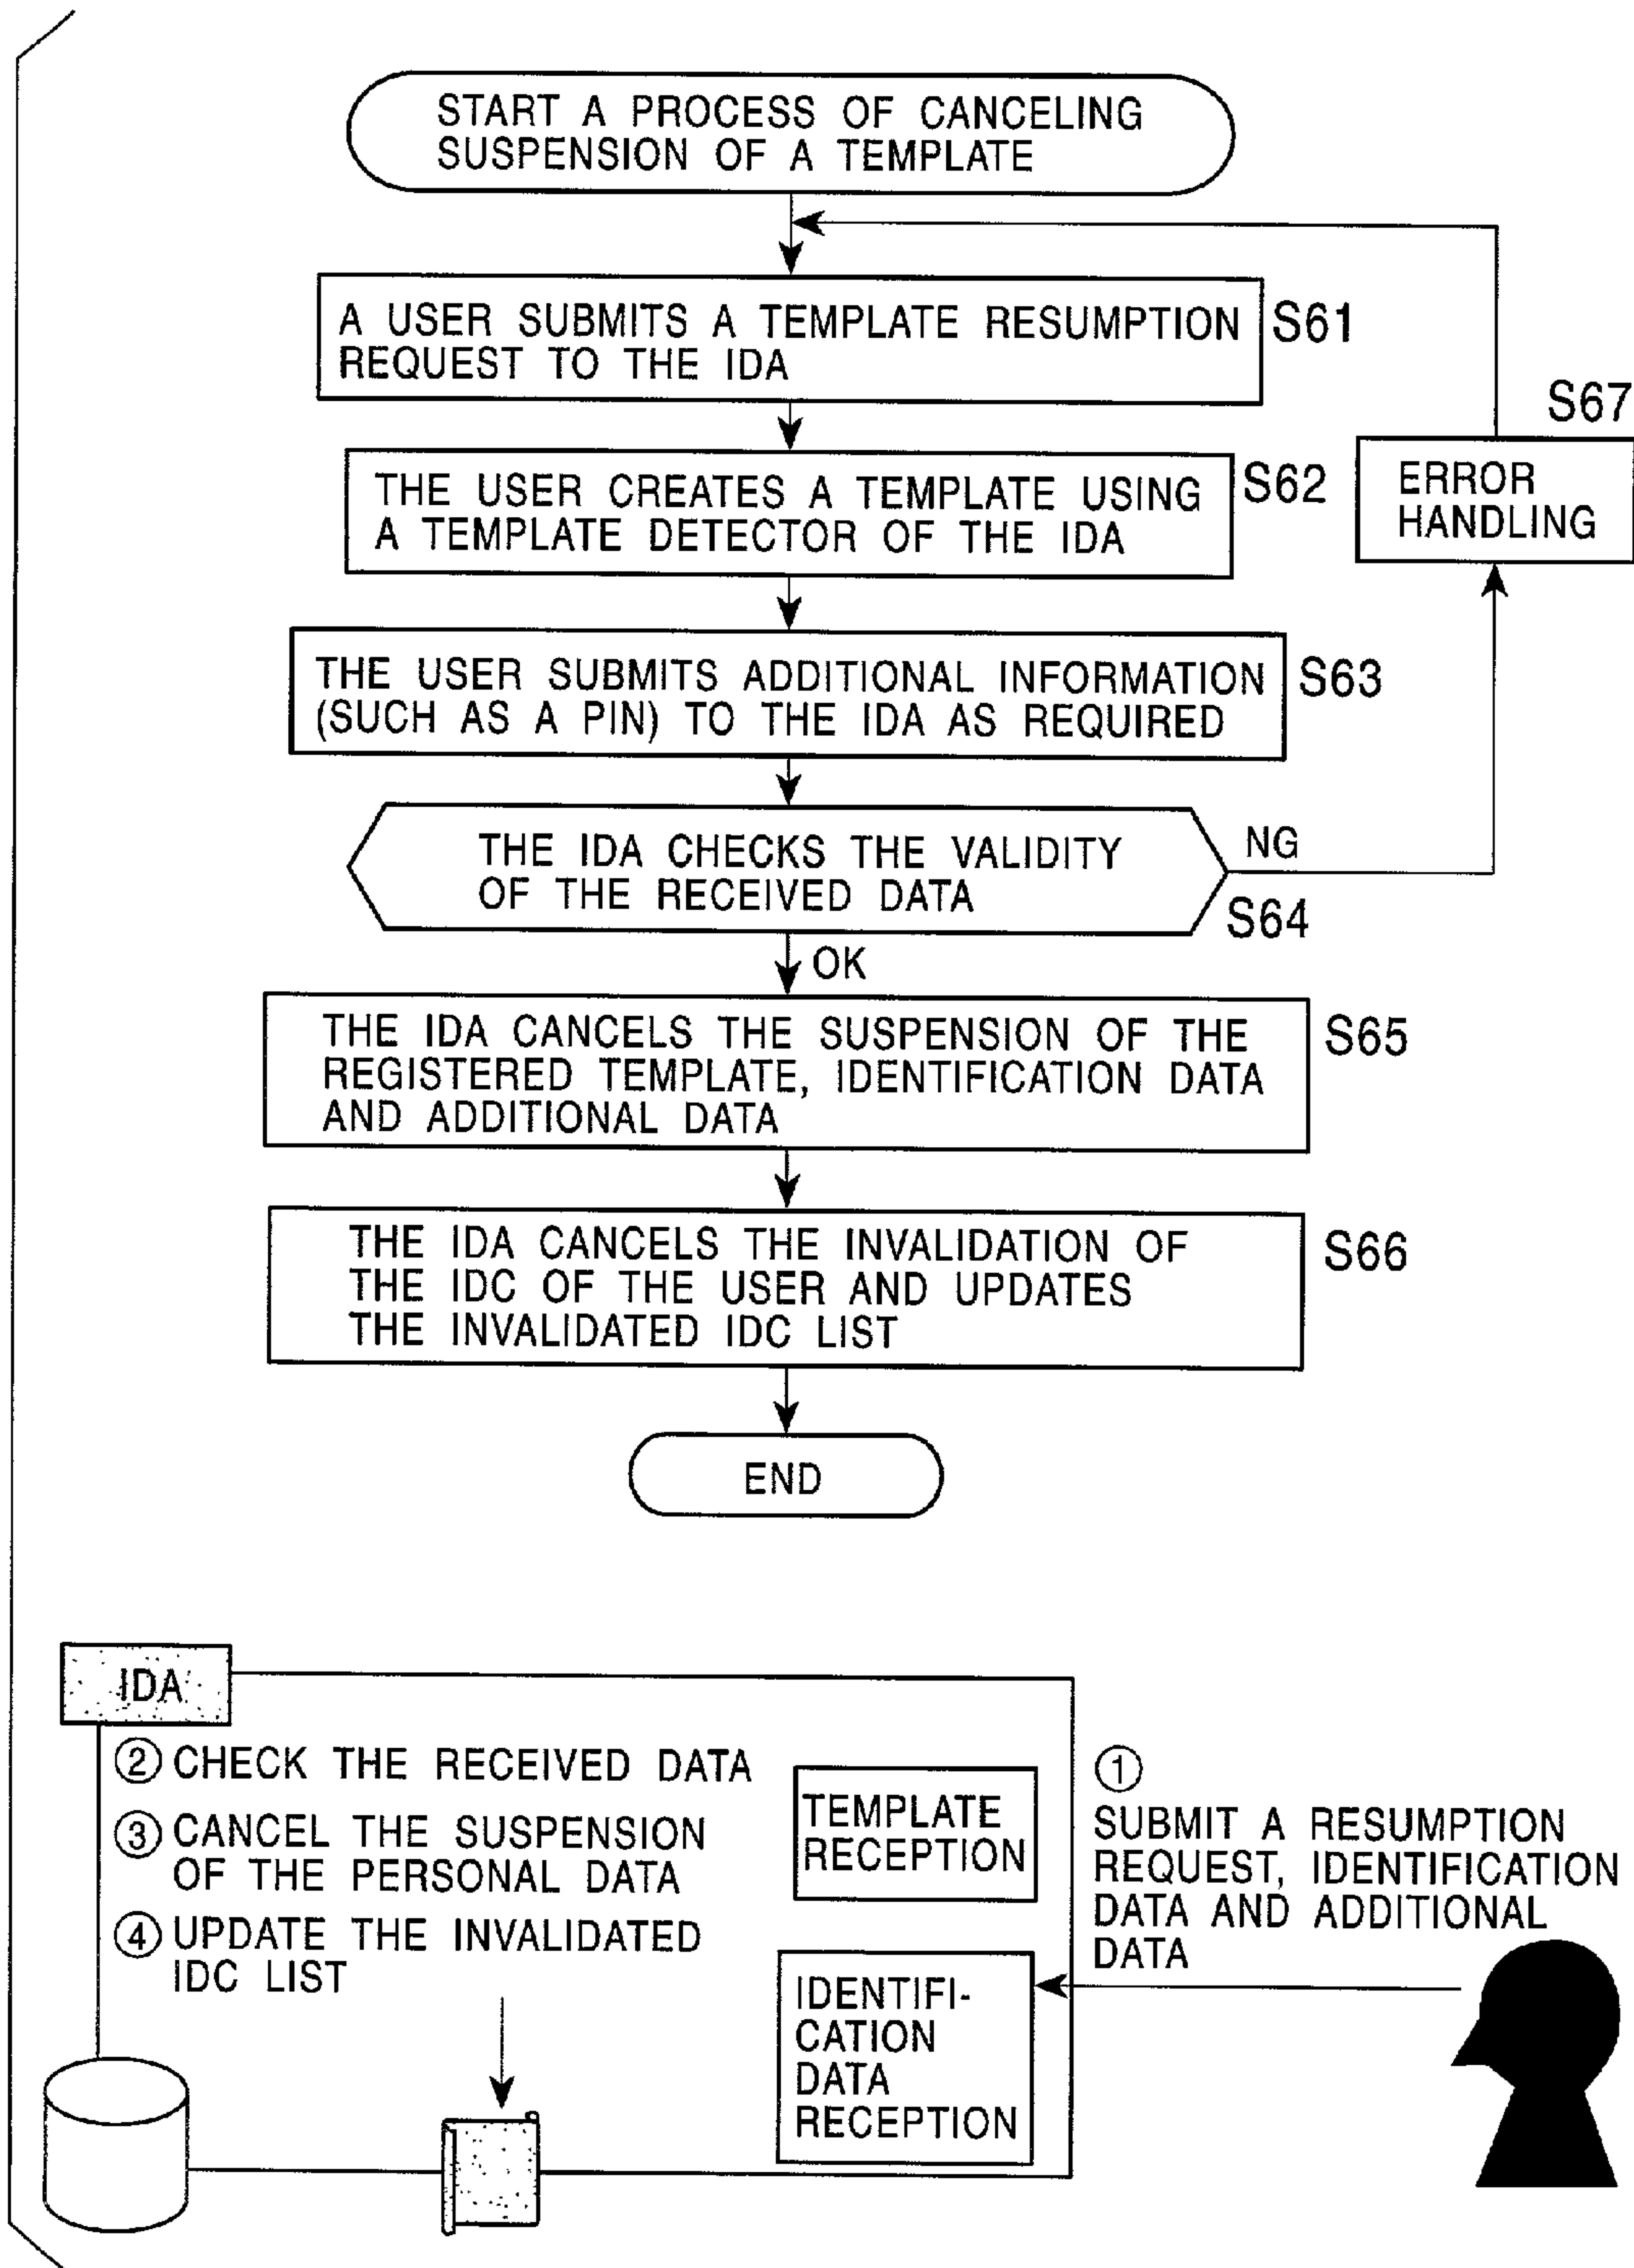 START A PROCESS OF CANCELING
SUSPENSION OF A TEMPLATE
A USER SUBMITS A TEMPLATE RESUMPTION
REQUEST TO THE IDA
S61
S67
ERROR
HANDLING
THE USER CREATES A TEMPLATE USING
A TEMPLATE DETECTOR OF THE IDA
S62
THE USER SUBMITS ADDITIONAL INFORMATION
(SUCH AS A PIN) TO THE IDA AS REQUIRED
S63
THE IDA CHECKS THE VALIDITY
OF THE RECEIVED DATA
NG
S64
OK
THE IDA CANCELS THE SUSPENSION OF THE
REGISTERED TEMPLATE, IDENTIFICATION DATA
AND ADDITIONAL DATA
S65
THE IDA CANCELS THE INVALIDATION OF
THE IDC OF THE USER AND UPDATES
THE INVALIDATED IDC LIST
S66
END
IDA
② CHECK THE RECEIVED DATA
③ CANCEL THE SUSPENSION
OF THE PERSONAL DATA
④ UPDATE THE INVALIDATED
IDC LIST
TEMPLATE
RECEPTION
IDENTIFI-
CATION
DATA
RECEPTION
①
SUBMIT A RESUMPTION
REQUEST, IDENTIFICATION
DATA AND ADDITIONAL
DATA